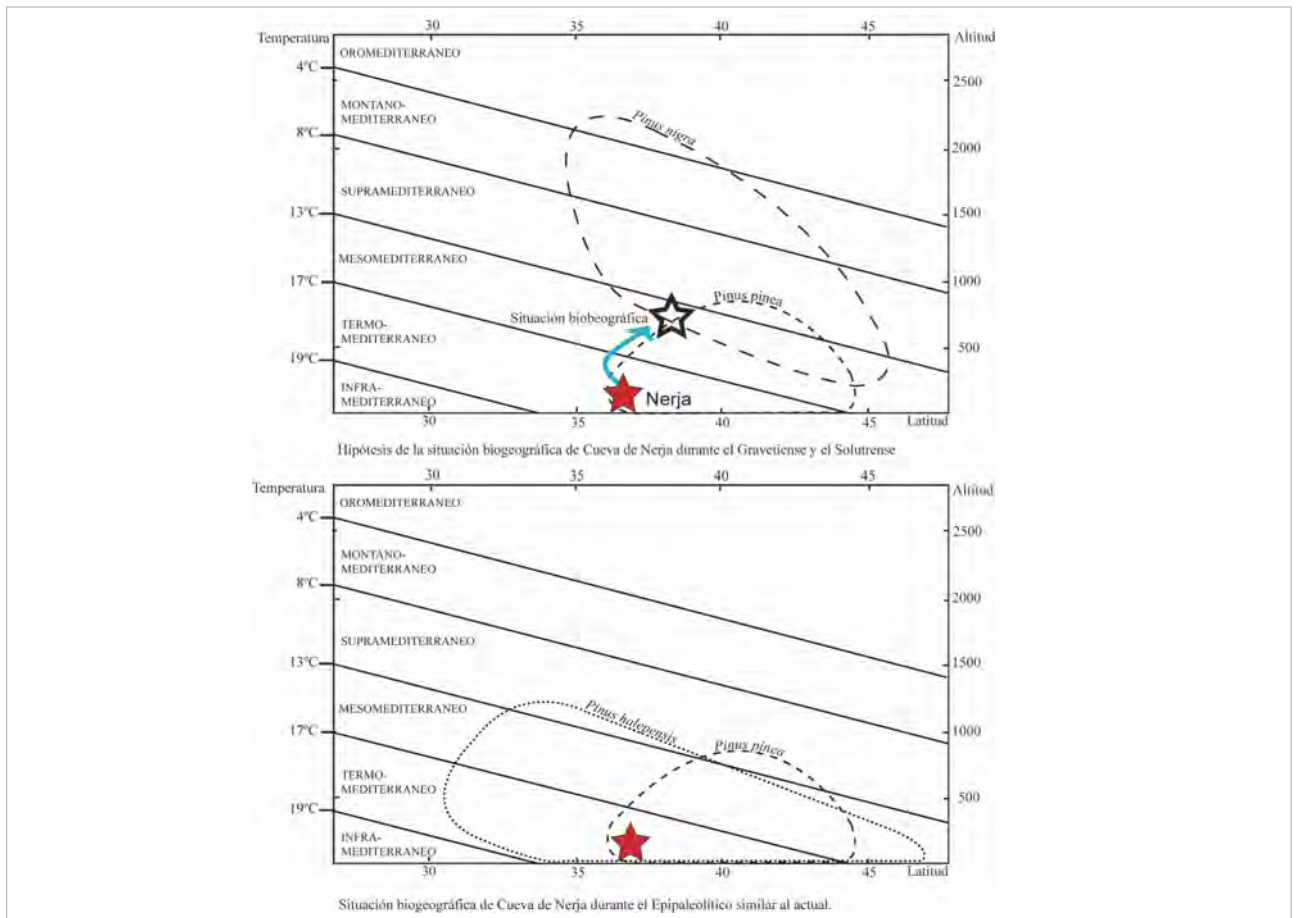 30 35 40 45
Temperatura Altitud
OROMEDITERRANEO
4ºC
2500
MONTANO-
MEDITERRANEO
Pinus nigra
8ºC
2000
SUPRAMEDITERRANEO
13ºC
1500
MESOMEDITERRANEO
17ºC
1000
Pinus pinea
Situación biobeográfica
TERMO-
MEDITERRANEO
500
19ºC
INFRA-
MEDITERRANEO
Nerja
30 35 40 45
Latitud
Hipótesis de la situación biogeográfica de Cueva de Nerja durante el Gravetiense y el Solutrense
30 35 40 45
Temperatura Altitud
OROMEDITERRANEO
4ºC
2500
MONTANO-
MEDITERRANEO
8ºC
2000
SUPRAMEDITERRANEO
13ºC
1500
MESOMEDITERRANEO
Pinus halepensis
17ºC
1000
Pinus pinea
TERMO-
MEDITERRANEO
500
19ºC
INFRA-
MEDITERRANEO
30 35 40 45
Latitud
Situación biogeográfica de Cueva de Nerja durante el Epipaleolítico similar al actual.